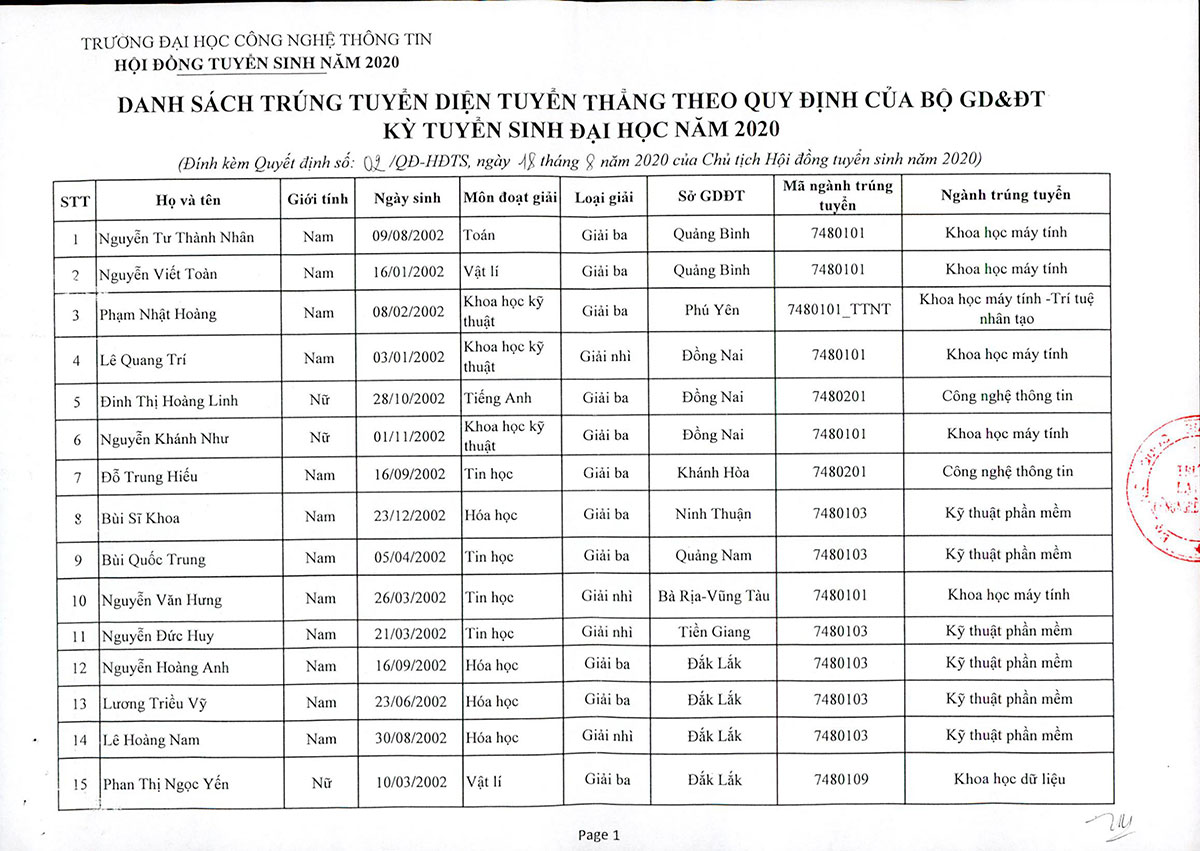 TRƯỜNG ĐẠI HỌC CÔNG NGHỆ THÔNG TIN
HỘI ĐỒNG TUYỂN SINH NĂM 2020
DANH SÁCH TRÚNG TUYỂN DIỆN TUYỂN THẲNG THEO QUY ĐỊNH CỦA BỘ GD&ĐT
KỲ TUYỂN SINH ĐẠI HỌC NĂM 2020
(Đính kèm Quyết định số: 02 /QĐ-HĐTS, ngày 18 tháng 8 năm 2020 của Chủ tịch Hội đồng tuyển sinh năm 2020)
STT Họ và tên Giới tính Ngày sinh Môn đoạt giải Loại giải Sở GDĐT Mã ngành trúng tuyển Ngành trúng tuyển
1 Nguyễn Tư Thành Nhân Nam 09/08/2002 Toán Giải ba Quảng Bình 7480101 Khoa học máy tính
2 Nguyễn Viết Toàn Nam 16/01/2002 Vật lí Giải ba Quảng Bình 7480101 Khoa học máy tính
3 Phạm Nhật Hoàng Nam 08/02/2002 Khoa học kỹ thuật Giải ba Phú Yên 7480101_TTNT Khoa học máy tính -Trí tuệ nhân tạo
4 Lê Quang Trí Nam 03/01/2002 Khoa học kỹ thuật Giải nhì Đồng Nai 7480101 Khoa học máy tính
5 Đinh Thị Hoàng Linh Nữ 28/10/2002 Tiếng Anh Giải ba Đồng Nai 7480201 Công nghệ thông tin
6 Nguyễn Khánh Như Nữ 01/11/2002 Khoa học kỹ thuật Giải ba Đồng Nai 7480101 Khoa học máy tính
7 Đỗ Trung Hiếu Nam 16/09/2002 Tin học Giải ba Khánh Hòa 7480201 Công nghệ thông tin
8 Bùi Sĩ Khoa Nam 23/12/2002 Hóa học Giải ba Ninh Thuận 7480103 Kỹ thuật phần mềm
9 Bùi Quốc Trung Nam 05/04/2002 Tin học Giải ba Quảng Nam 7480103 Kỹ thuật phần mềm
10 Nguyễn Văn Hưng Nam 26/03/2002 Tin học Giải nhì Bà Rịa-Vũng Tàu 7480101 Khoa học máy tính
11 Nguyễn Đức Huy Nam 21/03/2002 Tin học Giải nhì Tiền Giang 7480103 Kỹ thuật phần mềm
12 Nguyễn Hoàng Anh Nam 16/09/2002 Hóa học Giải ba Đắk Lắk 7480103 Kỹ thuật phần mềm
13 Lương Triều Vỹ Nam 23/06/2002 Hóa học Giải ba Đắk Lắk 7480103 Kỹ thuật phần mềm
14 Lê Hoàng Nam Nam 30/08/2002 Hóa học Giải nhì Đắk Lắk 7480103 Kỹ thuật phần mềm
15 Phan Thị Ngọc Yến Nữ 10/03/2002 Vật lí Giải ba Đắk Lắk 7480109 Khoa học dữ liệu
Page 1